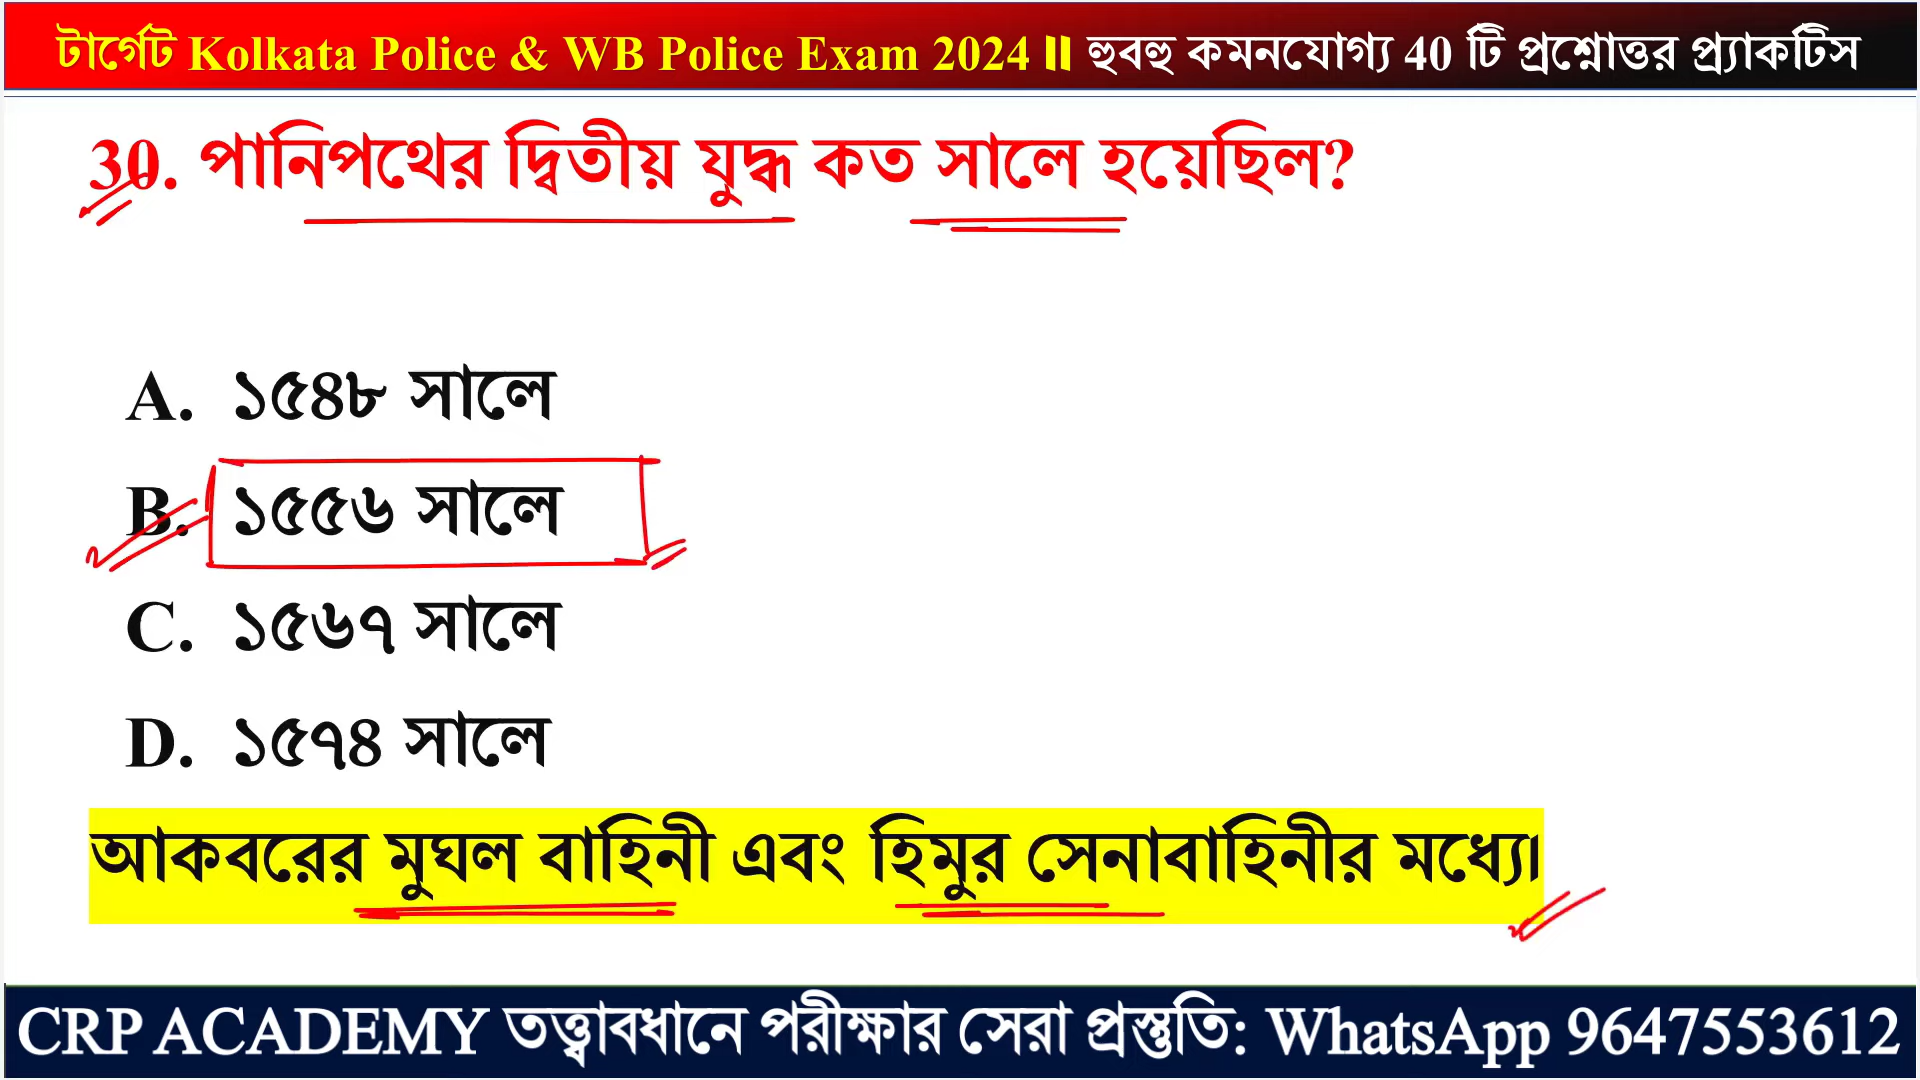 টার্গেট Kolkata Police & WB Police Exam 2024 ॥ হুবহু কমনযোগ্য 40 টি প্রশ্নোত্তর প্র্যাকটিস
30. পানিপথের দ্বিতীয় যুদ্ধ কত সালে হয়েছিল?
A. ১৫৪৮ সালে
B. ১৫৫৬ সালে
C. ১৫৬৭ সালে
D. ১৫৭৪ সালে
আকবরের মুঘল বাহিনী এবং হিমুর সেনাবাহিনীর মধ্যে।
CRP ACADEMY তত্ত্বাবধানে পরীক্ষার সেরা প্রস্তুতি: WhatsApp 9647553612